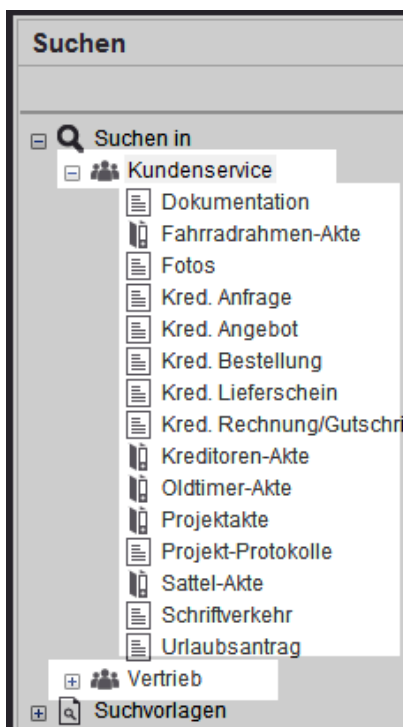 Suchen
Suchen in
Kundenservice
Dokumentation
Fahrradrahmen-Akte
Fotos
Kred. Anfrage
Kred. Angebot
Kred. Bestellung
Kred. Lieferschein
Kred. Rechnung/Gutschri
Kreditoren-Akte
Oldtimer-Akte
Projektakte
Projekt-Protokolle
Sattel-Akte
Schriftverkehr
Urlaubsantrag
Vertrieb
Suchvorlagen